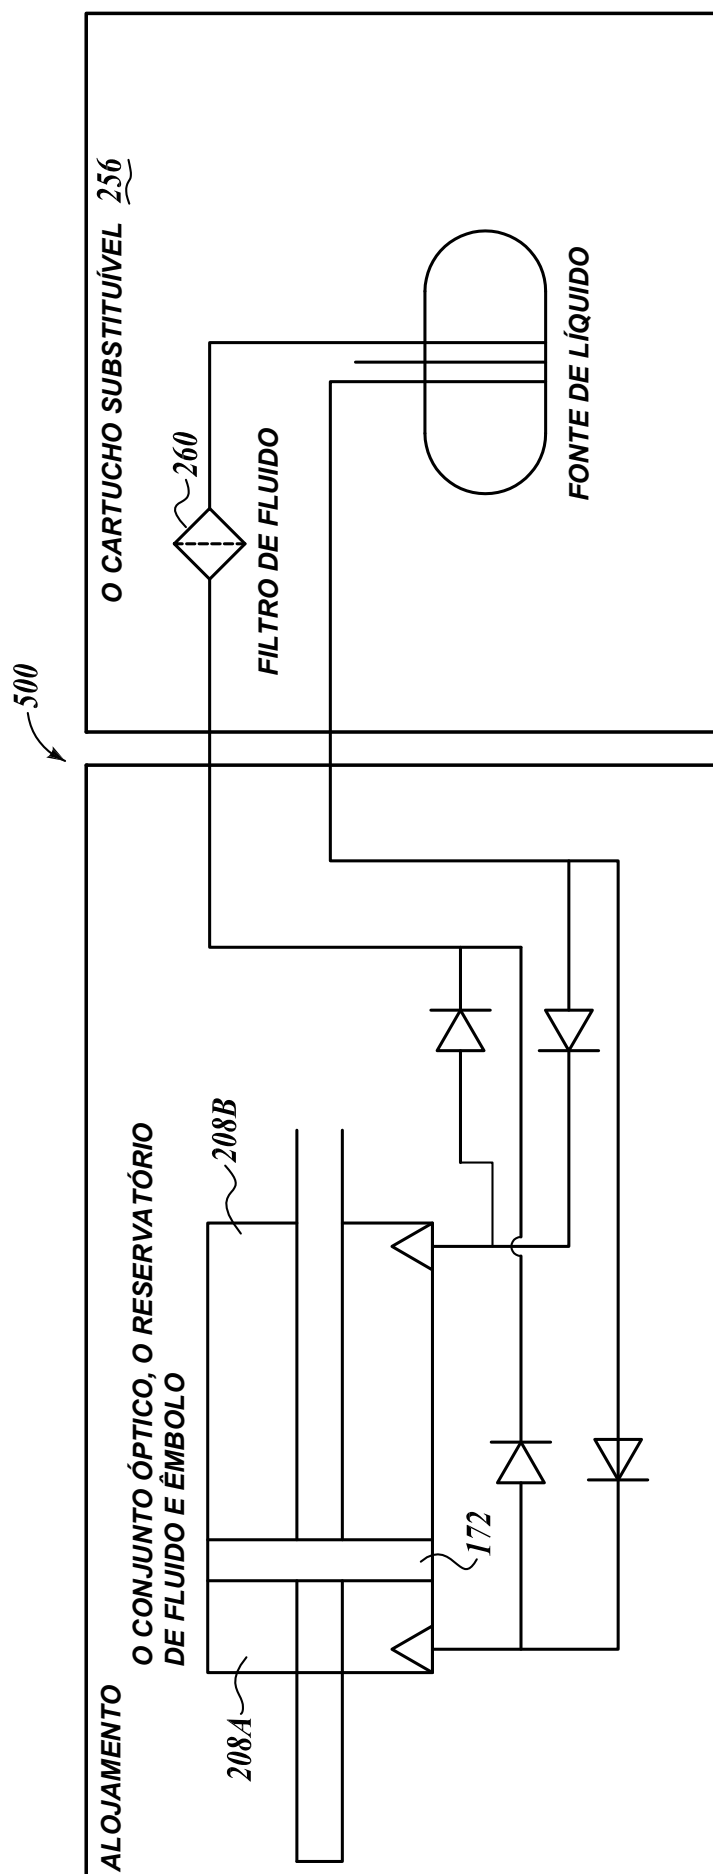 500
ALOJAMENTO
O CONJUNTO ÓPTICO, O RESERVATÓRIO
DE FLUIDO E ÊMBOLO
208A
208B
172
O CARTUCHO SUBSTITUÍVEL 256
260
FILTRO DE FLUIDO
FONTE DE LÍQUIDO